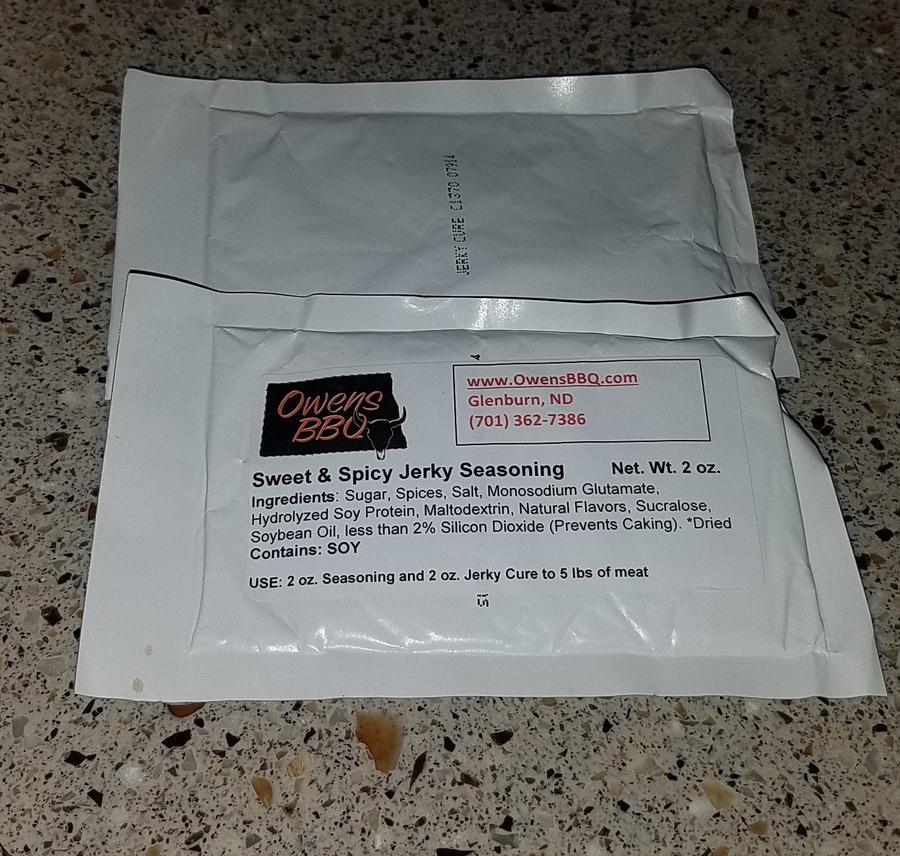 JERKY CURE C1370 07914
Owens
BBQ
www.OwensBBQ.com
Glenburn, ND
(701) 362-7386
Sweet & Spicy Jerky Seasoning Net. Wt. 2 oz.
Ingredients: Sugar, Spices, Salt, Monosodium Glutamate,
Hydrolyzed Soy Protein, Maltodextrin, Natural Flavors, Sucralose,
Soybean Oil, less than 2% Silicon Dioxide (Prevents Caking). *Dried
Contains: SOY
USE: 2 oz. Seasoning and 2 oz. Jerky Cure to 5 lbs of meat